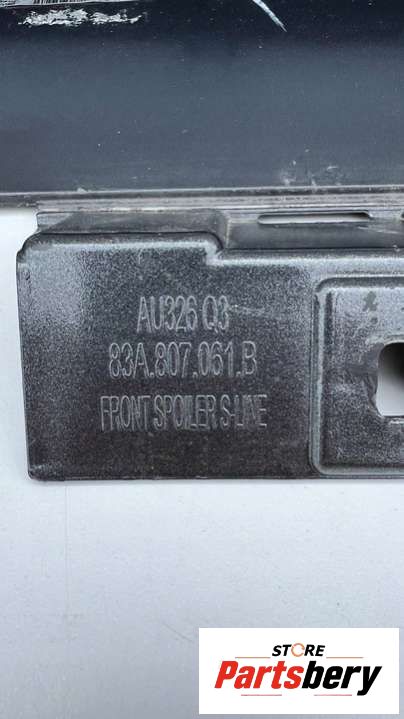 AU326 Q3
83A.807.061.B
FRONT SPOILER S-LINE
STORE
Partsbery